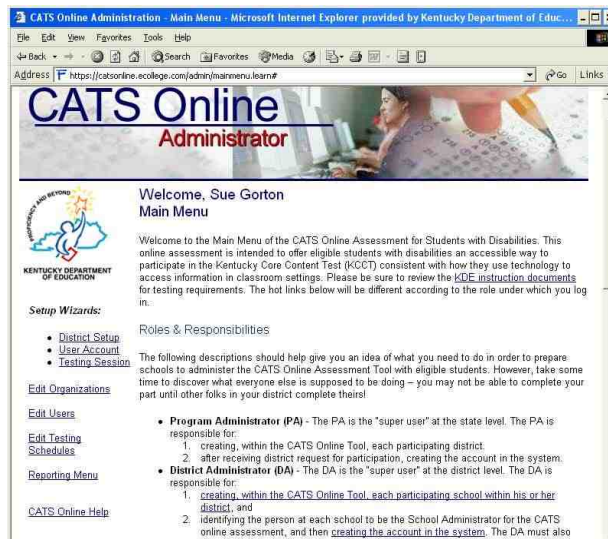 CATS Online Administration - Main Menu - Microsoft Internet Explorer provided by Kentucky Department of Educ...
File Edit View Favorites Tools Help
Back Search Favorites Media
Address https://catsonline.ecollege.com/admin/mainmenu.learn# Go Links
CATS Online
Administrator
PROFICIENCY AND BEYOND
KENTUCKY DEPARTMENT
OF EDUCATION
Setup Wizards:
• District Setup
• User Account
• Testing Session
Edit Organizations
Edit Users
Edit Testing
Schedules
Reporting Menu
CATS Online Help
Welcome, Sue Gorton
Main Menu
Welcome to the Main Menu of the CATS Online Assessment for Students with Disabilities. This
online assessment is intended to offer eligible students with disabilities an accessible way to
participate in the Kentucky Core Content Test (KCCT) consistent with how they use technology to
access information in classroom settings. Please be sure to review the KDE instruction documents
for testing requirements. The hot links below will be different according to the role under which you log
in.
Roles & Responsibilities
The following descriptions should help give you an idea of what you need to do in order to prepare
schools to administer the CATS Online Assessment Tool with eligible students. However, take some
time to discover what everyone else is supposed to be doing – you may not be able to complete your
part until other folks in your district complete theirs!
• Program Administrator (PA) - The PA is the "super user" at the state level. The PA is
responsible for:
1. creating, within the CATS Online Tool, each participating district.
2. after receiving district request for participation, creating the account in the system.
• District Administrator (DA) - The DA is the "super user" at the district level. The DA is
responsible for:
1. creating, within the CATS Online Tool, each participating school within his or her
district, and
2. identifying the person at each school to be the School Administrator for the CATS
online assessment, and then creating the account in the system. The DA must also